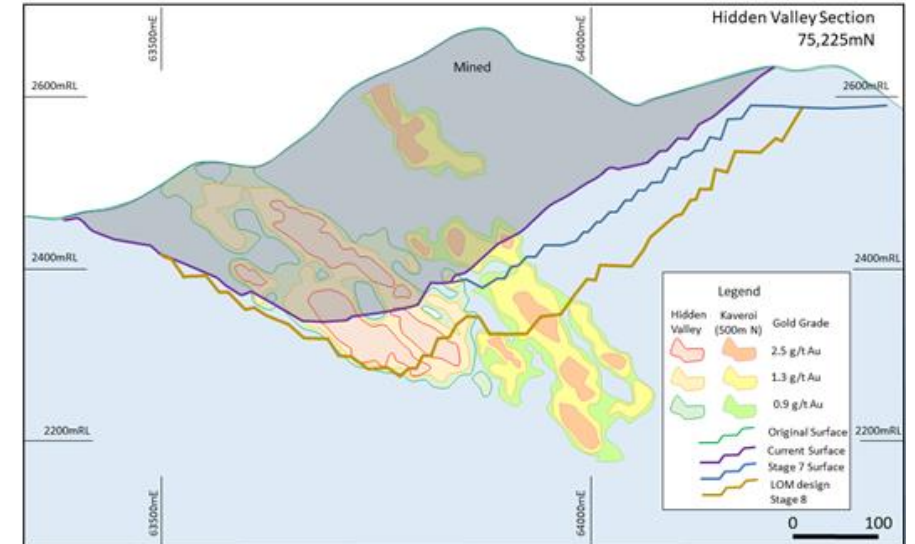 Hidden Valley Section
75,225mN
63500mE
64000mE
Mined
2600mRL
2600mRL
2400mRL
2400mRL
Legend
Hidden Valley
Kaveroi (500m N)
Gold Grade
2.5 g/t Au
1.3 g/t Au
0.9 g/t Au
Original Surface
Current Surface
Stage 7 Surface
LOM design
Stage 8
2200mRL
2200mRL
63500mE
64000mE
0 100